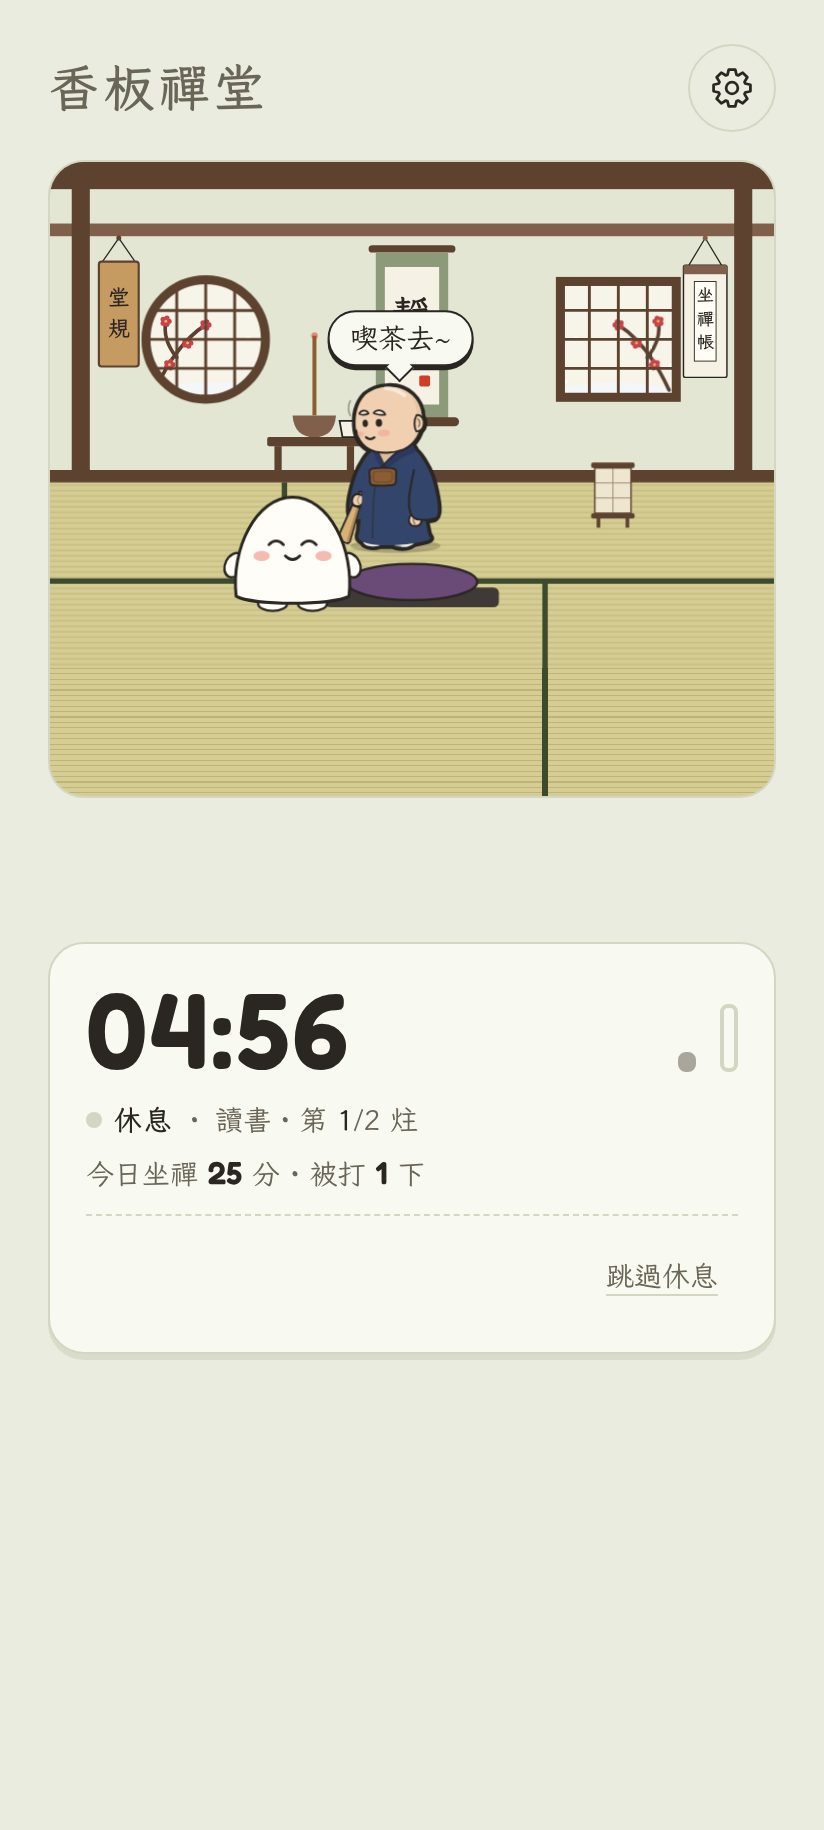 香板禪堂
堂規
坐禪帳
喫茶去~
04:56
休息 · 讀書 · 第 1/2 炷
今日坐禪 25 分 · 被打 1 下
跳過休息